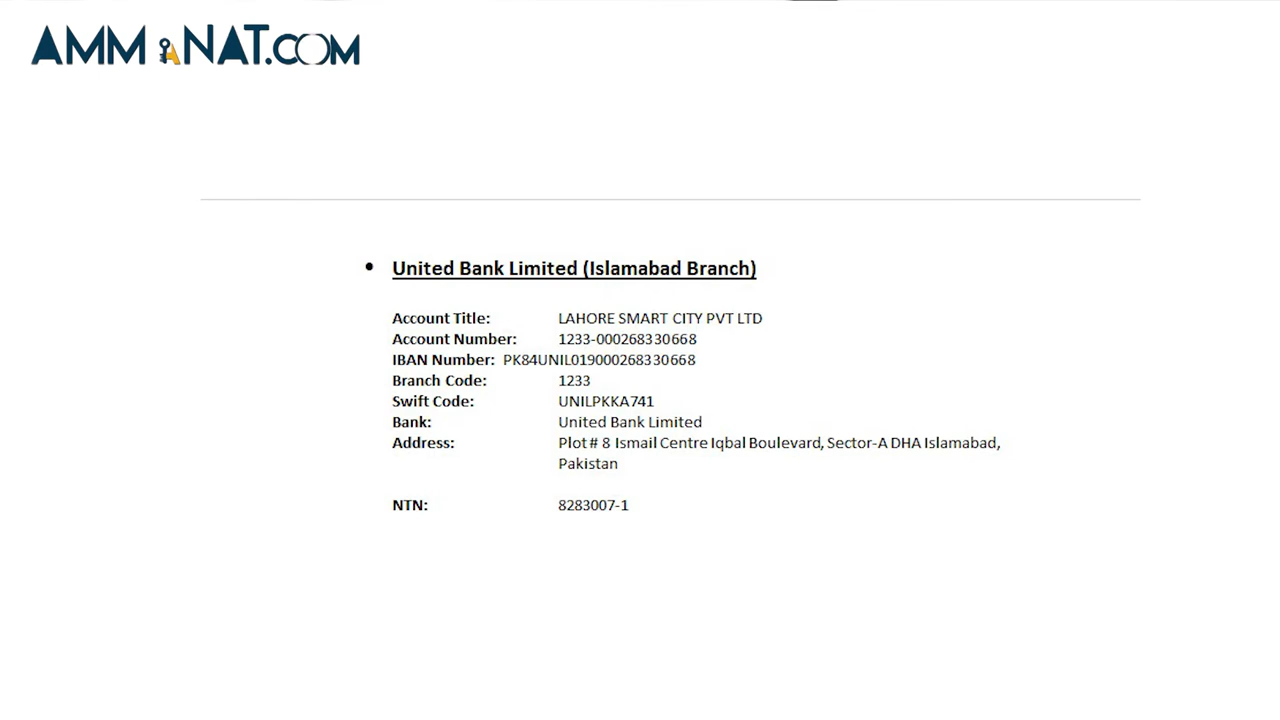 AMMANAT.COM
• United Bank Limited (Islamabad Branch)
Account Title: LAHORE SMART CITY PVT LTD
Account Number: 1233-000268330668
IBAN Number: PK84UNIL019000268330668
Branch Code: 1233
Swift Code: UNILPKKA741
Bank: United Bank Limited
Address: Plot # 8 Ismail Centre Iqbal Boulevard, Sector-A DHA Islamabad,
Pakistan
NTN: 8283007-1